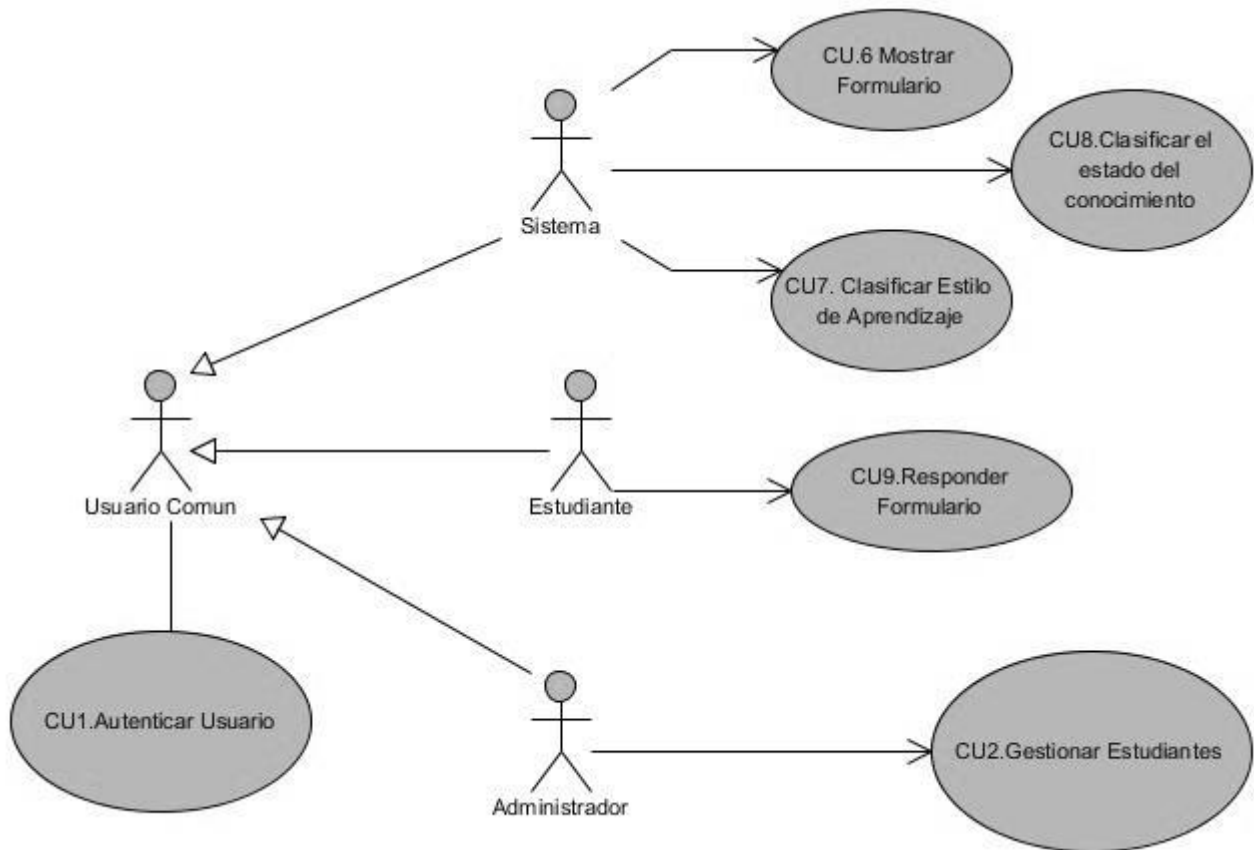 CU.6 Mostrar
Formulario
CU8.Clasificar el
estado del
conocimiento
Sistema
CU7. Clasificar Estilo
de Aprendizaje
Usuario Comun
Estudiante
CU9.Responder
Formulario
CU1.Autenticar Usuario
Administrador
CU2.Gestionar Estudiantes